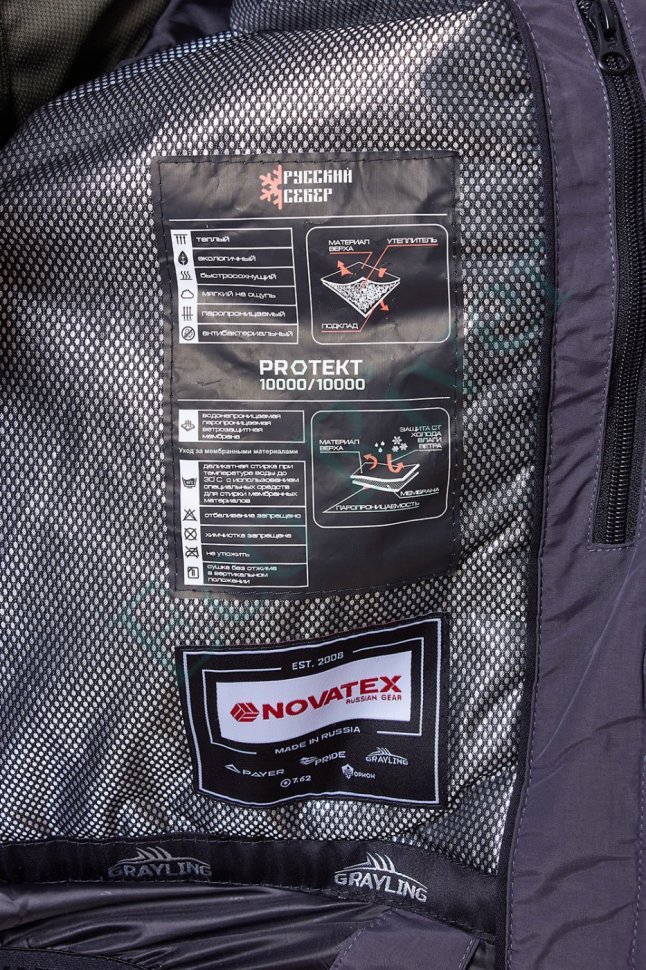 РУССКИЙ
СЕВЕР
теплый
экологичный
быстросохнущий
мягкий на ощупь
паропроницаемый
антибактериальный
МАТЕРИАЛ
ВЕРХА
УТЕПЛИТЕЛЬ
ПОДКЛАД
PROTEKT
10000/10000
водонепроницаемая
паропроницаемая
ветрозащитная
мембрана
Уход за мембранными материалами
деликатная стирка при
температуре воды до
30°С с использованием
специальных средств
для стирки мембранных
материалов
отбеливание запрещено
химчистка запрещена
не утюжить
сушка без отжима
в вертикальном
положении
МАТЕРИАЛ
ВЕРХА
ЗАЩИТА ОТ
ХОЛОДА
ВЛАГИ
ВЕТРА
МЕМБРАНА
ПАРОПРОНИЦАЕМОСТЬ
EST. 2008
NOVATEX
RUSSIAN GEAR
MADE IN RUSSIA
PAYER
PRIDE
GRAYLING
7.62
ОРИОН
GRAYLING
GRAYLING